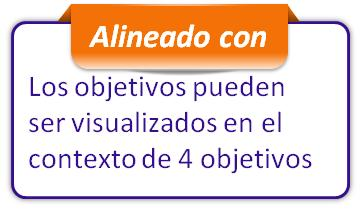 Alineado con
Los objetivos pueden
ser visualizados en el
contexto de 4 objetivos